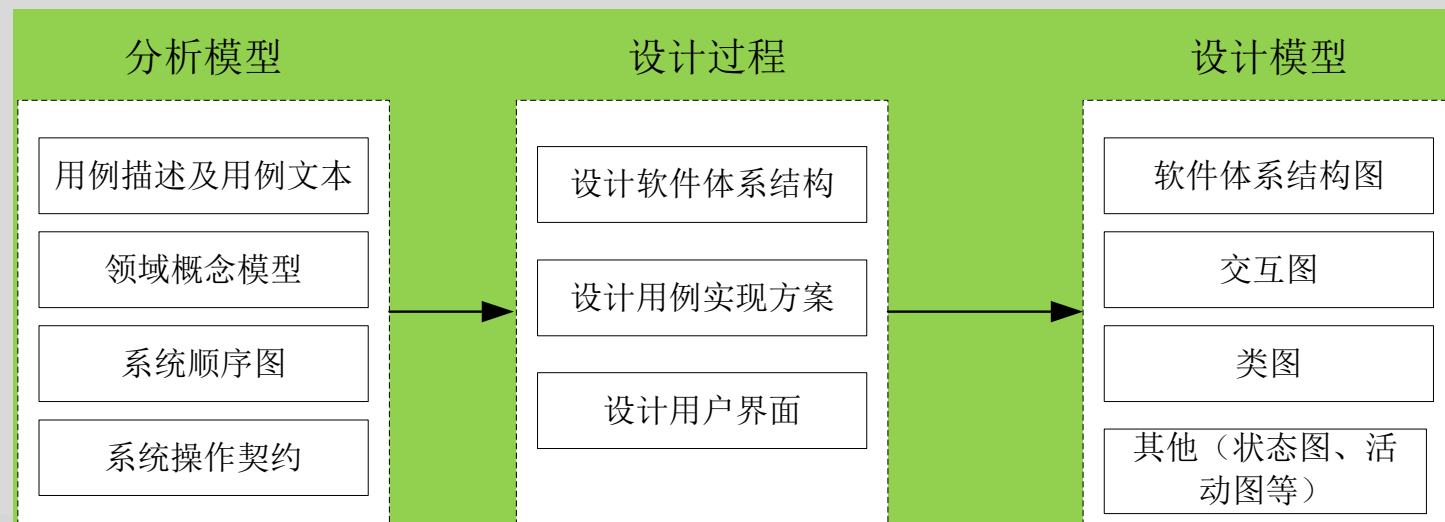 分析模型
用例描述及用例文本
领域概念模型
系统顺序图
系统操作契约
设计过程
设计软件体系结构
设计用例实现方案
设计用户界面
设计模型
软件体系结构图
交互图
类图
其他（状态图、活
动图等）